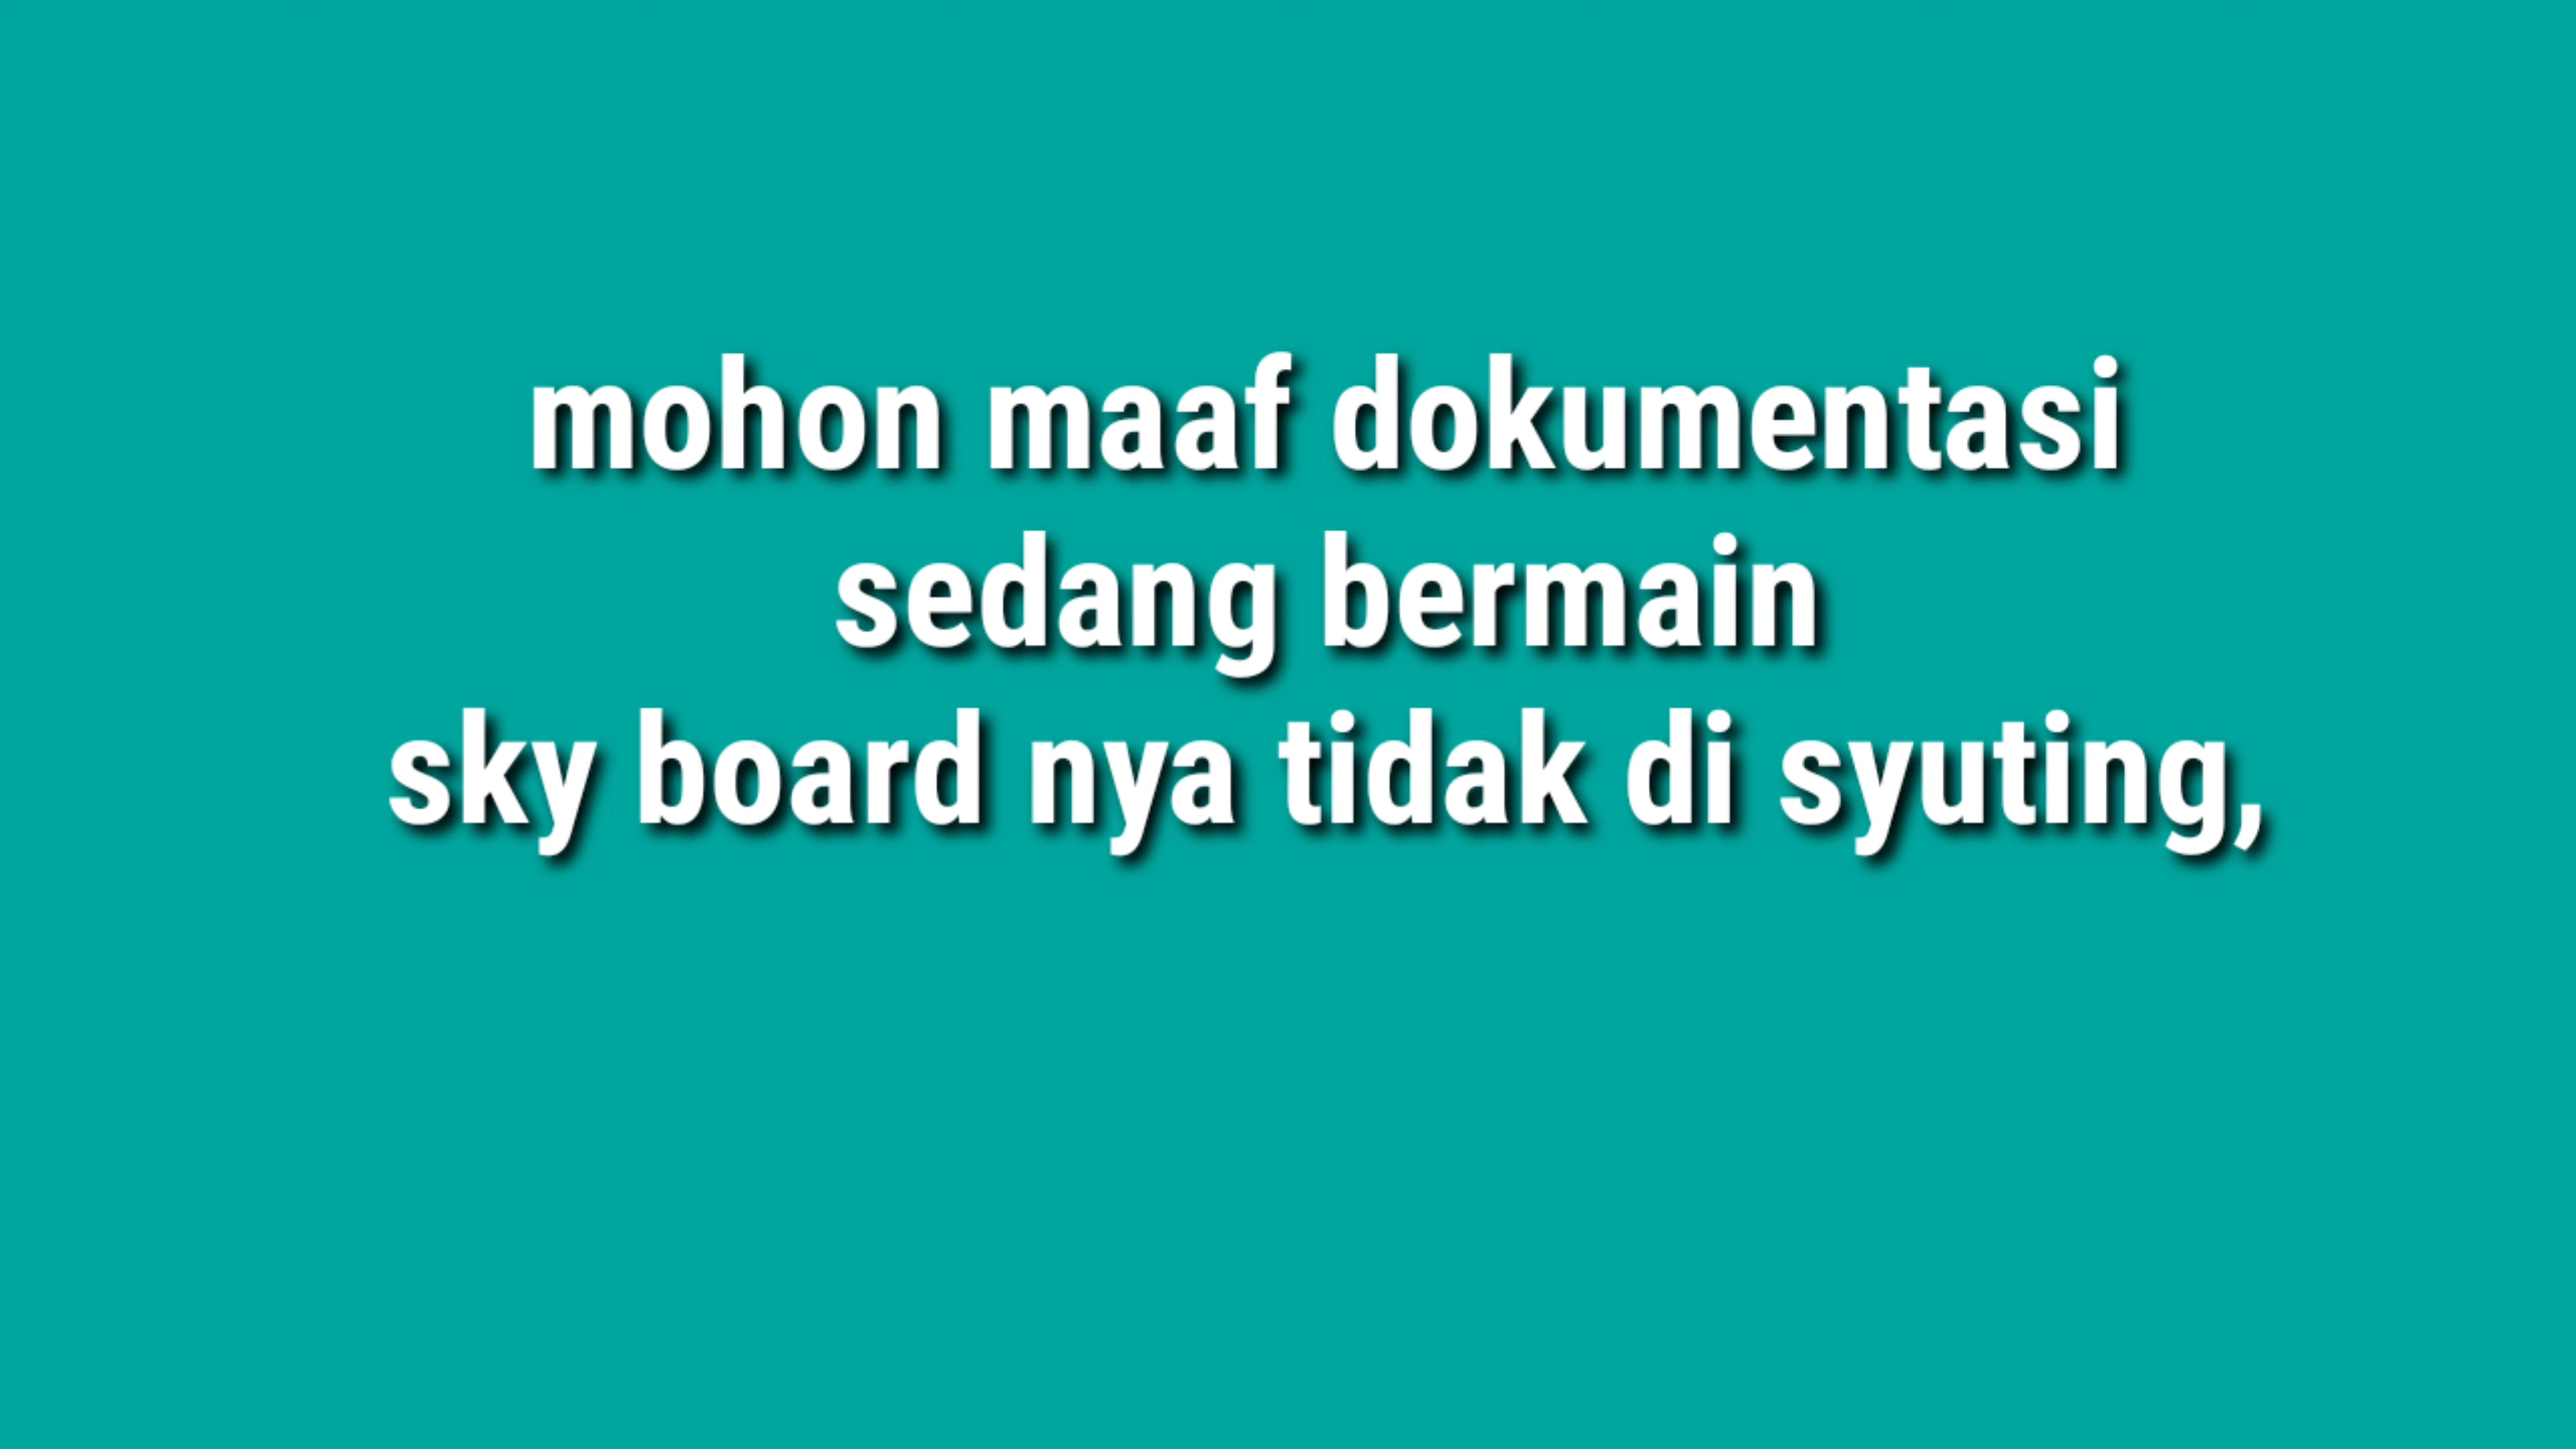 mohon maaf dokumentasi
sedang bermain
sky board nya tidak di syuting,